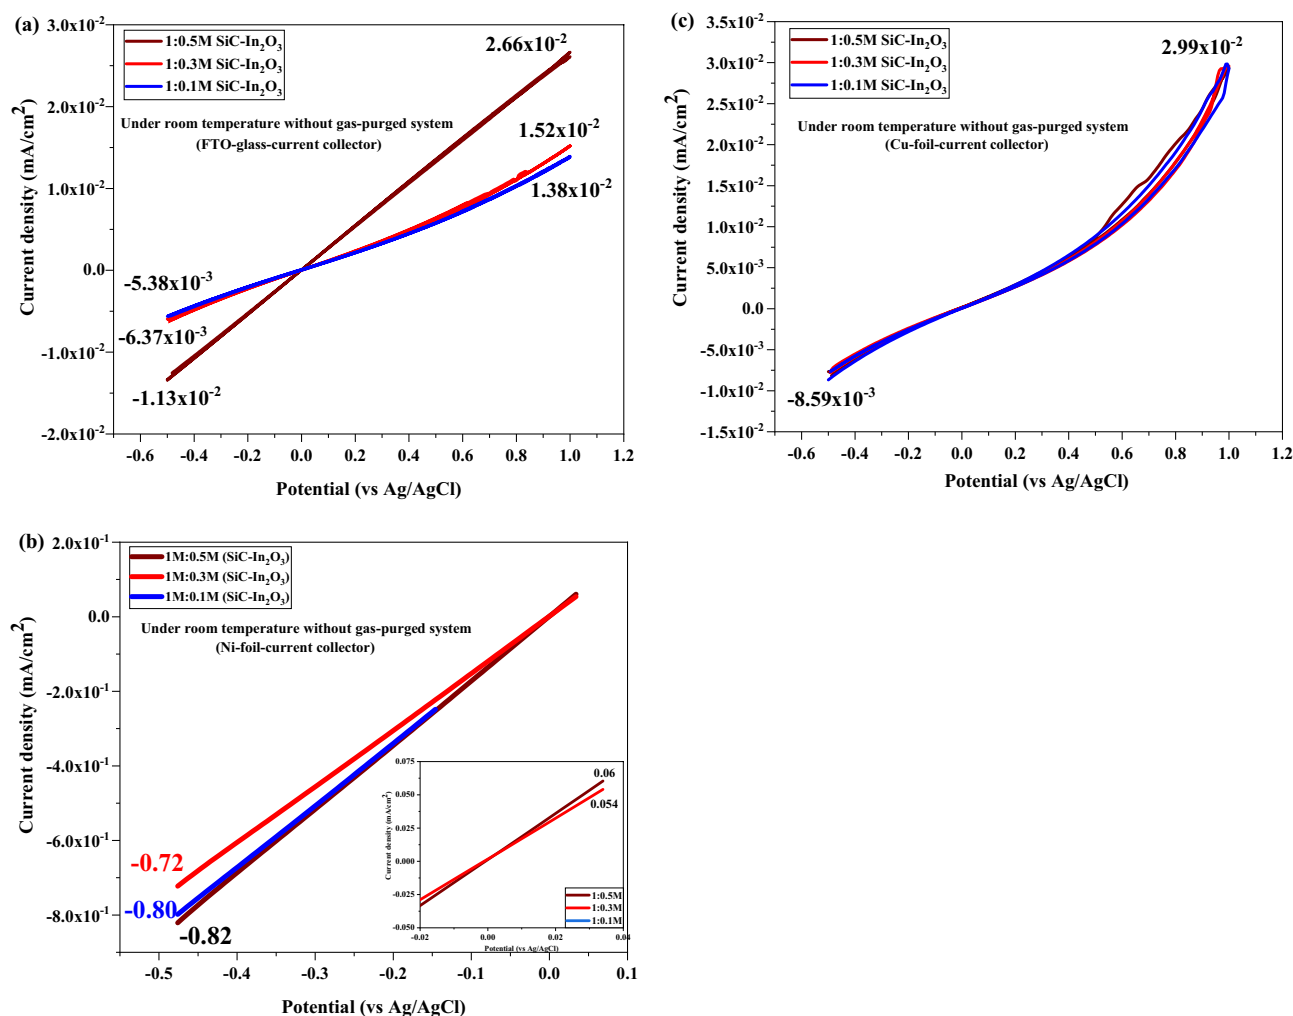 (a)
1:0.5M SiC-In₂O₃
1:0.3M SiC-In₂O₃
1:0.1M SiC-In₂O₃
Under room temperature without gas-purged system
(FTO-glass-current collector)
2.66x10⁻²
1.52x10⁻²
1.38x10⁻²
-5.38x10⁻³
-6.37x10⁻³
-1.13x10⁻²
3.0x10⁻²
2.0x10⁻²
1.0x10⁻²
0.0
-1.0x10⁻²
-2.0x10⁻²
Current density (mA/cm²)
-0.6 -0.4 -0.2 0.0 0.2 0.4 0.6 0.8 1.0 1.2
Potential (vs Ag/AgCl)
(c)
1:0.5M SiC-In₂O₃
1:0.3M SiC-In₂O₃
1:0.1M SiC-In₂O₃
Under room temperature without gas-purged system
(Cu-foil-current collector)
2.99x10⁻²
-8.59x10⁻³
3.5x10⁻²
3.0x10⁻²
2.5x10⁻²
2.0x10⁻²
1.5x10⁻²
1.0x10⁻²
5.0x10⁻³
0.0
-5.0x10⁻³
-1.0x10⁻²
-1.5x10⁻²
Current density (mA/cm²)
-0.6 -0.4 -0.2 0.0 0.2 0.4 0.6 0.8 1.0 1.2
Potential (vs Ag/AgCl)
(b)
1M:0.5M (SiC-In₂O₃)
1M:0.3M (SiC-In₂O₃)
1M:0.1M (SiC-In₂O₃)
Under room temperature without gas-purged system
(Ni-foil-current collector)
-0.72
-0.80
-0.82
2.0x10⁻¹
0.0
-2.0x10⁻¹
-4.0x10⁻¹
-6.0x10⁻¹
-8.0x10⁻¹
Current density (mA/cm²)
-0.5 -0.4 -0.3 -0.2 -0.1 0.0 0.1
Potential (vs Ag/AgCl)
0.06
0.054
0.075
0.050
0.025
0.000
-0.025
-0.050
Current density (mA/cm²)
1:0.5M
1:0.3M
1:0.1M
-0.02 0.00 0.02 0.04
Potential (vs Ag/AgCl)